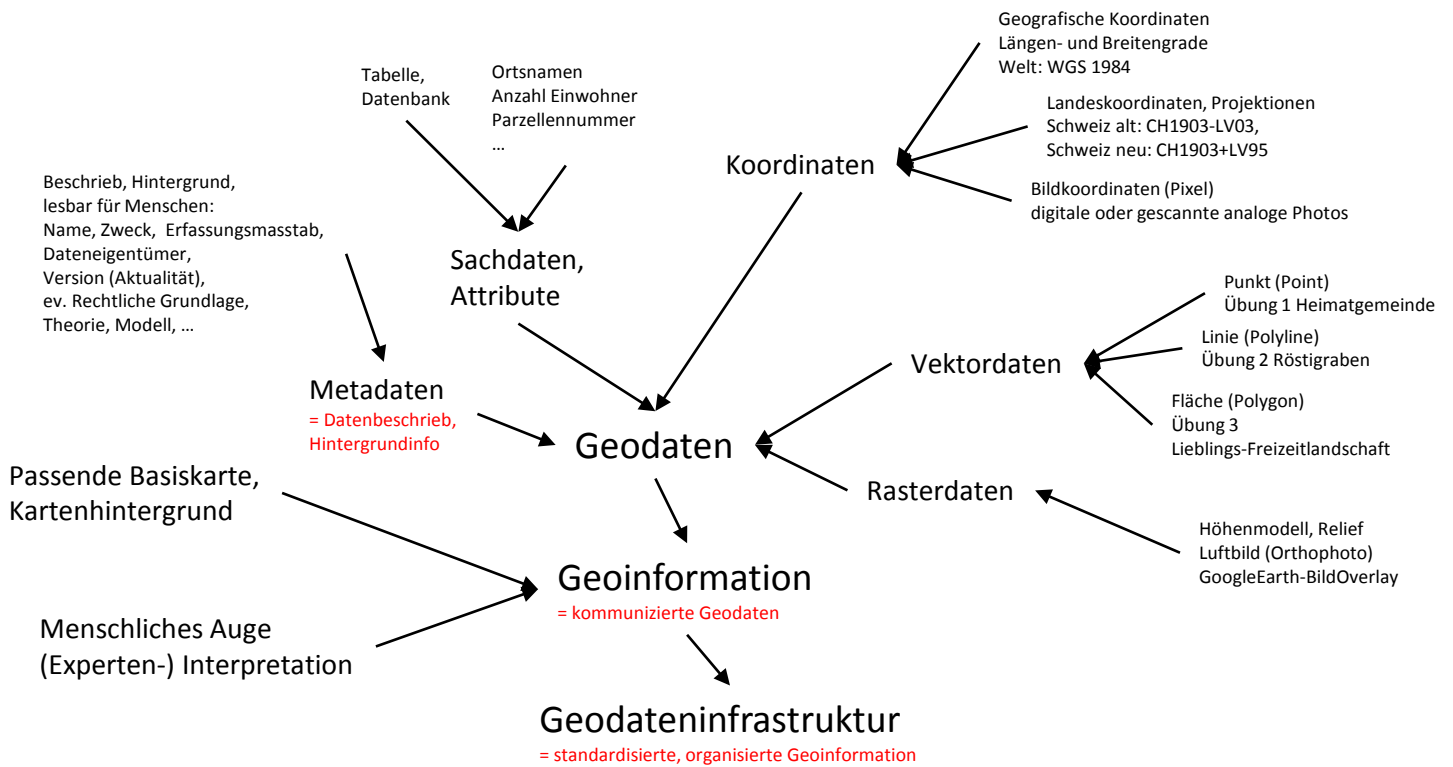 Geografische Koordinaten
Längen- und Breitengrade
Welt: WGS 1984
Tabelle,
Datenbank
Ortsnamen
Anzahl Einwohner
Parzellennummer
…
Landeskoordinaten, Projektionen
Schweiz alt: CH1903-LV03,
Schweiz neu: CH1903+LV95
Koordinaten
Bildkoordinaten (Pixel)
digitale oder gescannte analoge Photos
Beschrieb, Hintergrund,
lesbar für Menschen:
Name, Zweck, Erfassungsmasstab,
Dateneigentümer,
Version (Aktualität),
ev. Rechtliche Grundlage,
Theorie, Modell, …
Sachdaten,
Attribute
Punkt (Point)
Übung 1 Heimatgemeinde
Linie (Polyline)
Übung 2 Röstigraben
Vektordaten
Fläche (Polygon)
Übung 3
Lieblings-Freizeitlandschaft
Metadaten
= Datenbeschrieb,
Hintergrundinfo
Geodaten
Passende Basiskarte,
Kartenhintergrund
Rasterdaten
Höhenmodell, Relief
Luftbild (Orthophoto)
GoogleEarth-BildOverlay
Geoinformation
= kommunizierte Geodaten
Menschliches Auge
(Experten-) Interpretation
Geodateninfrastruktur
= standardisierte, organisierte Geoinformation